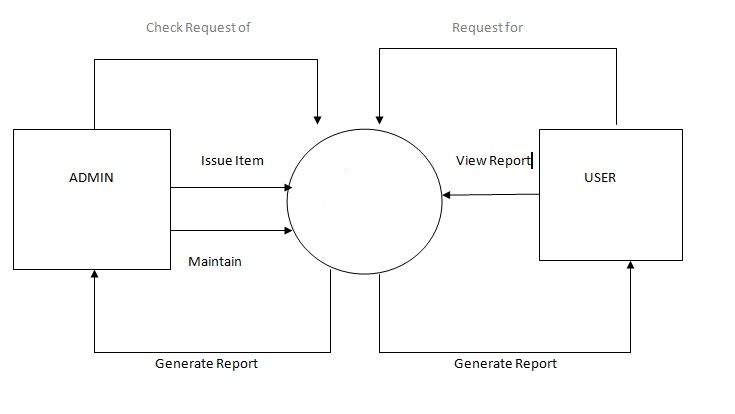 Check Request of
Request for
Issue Item
View Report
ADMIN
USER
Maintain
Generate Report
Generate Report